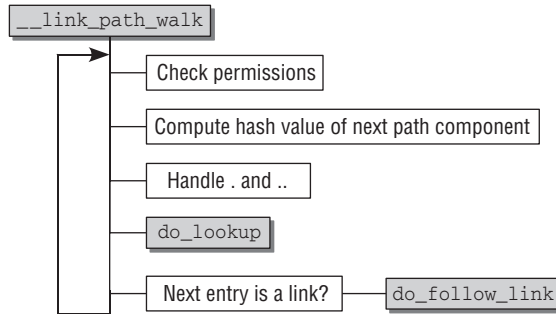 __link_path_walk
Check permissions
Compute hash value of next path component
Handle . and ..
do_lookup
Next entry is a link?
do_follow_link